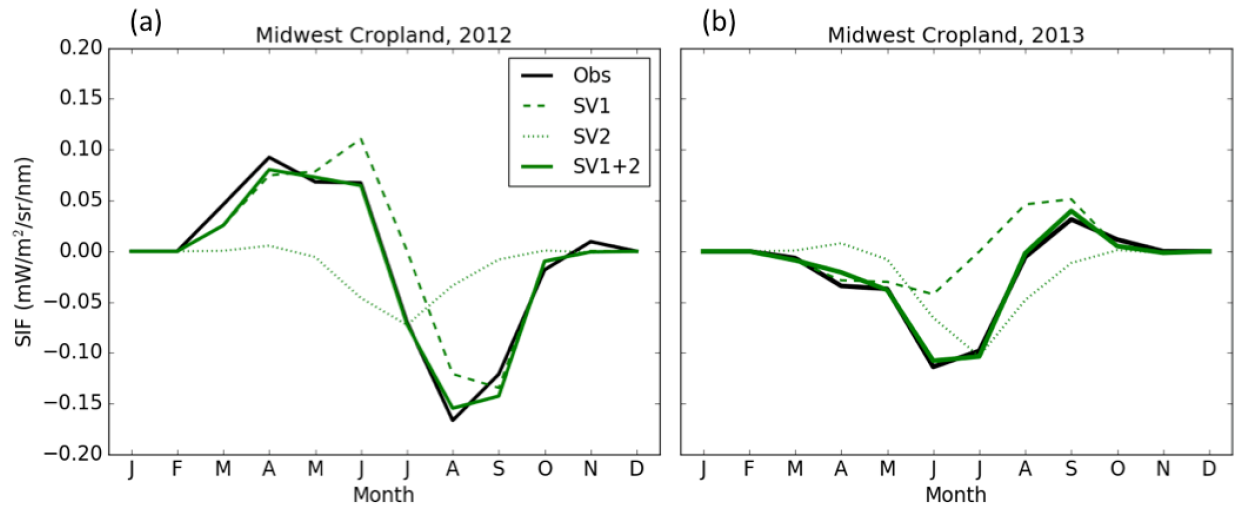 (a) (b)
Midwest Cropland, 2012 Midwest Cropland, 2013
0.20
0.15
0.10
0.05
0.00
−0.05
−0.10
−0.15
−0.20
SIF (mW/m²/sr/nm)
Obs
SV1
SV2
SV1+2
J F M A M J J A S O N D
Month
J F M A M J J A S O N D
Month